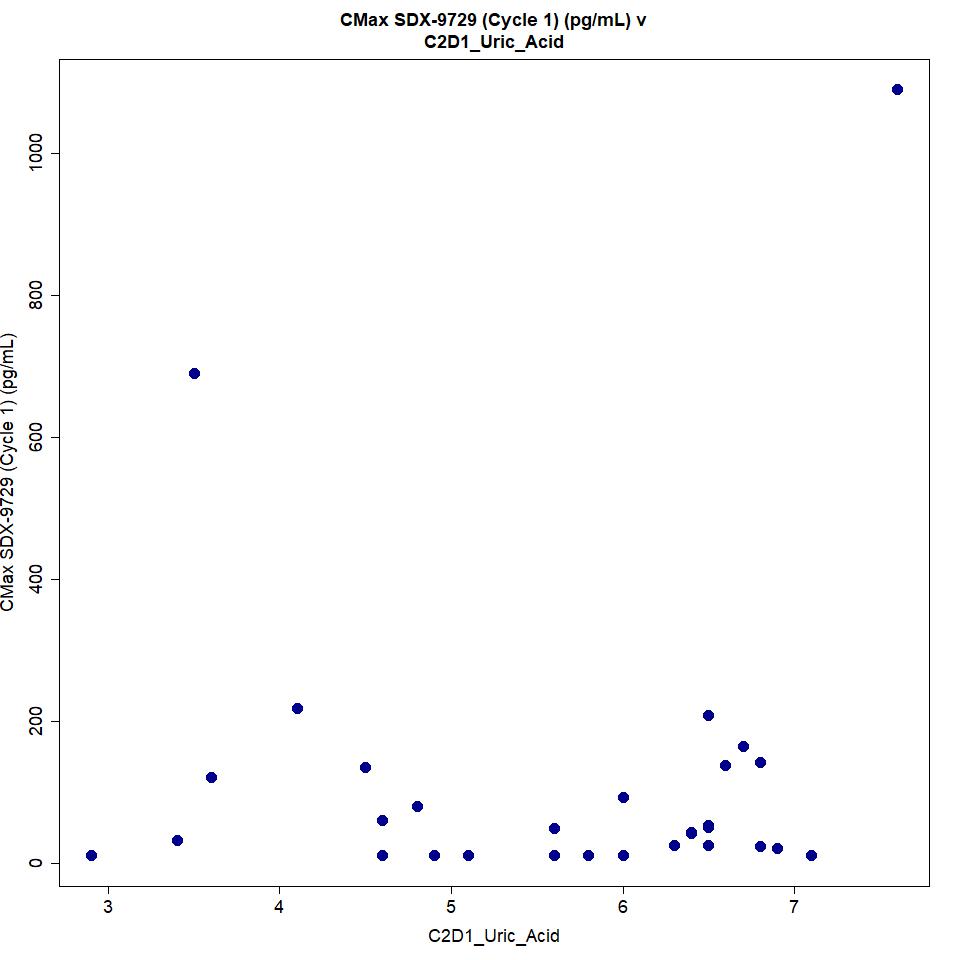 CMax SDX-9729 (Cycle 1) (pg/mL) v
C2D1_Uric_Acid
CMax SDX-9729 (Cycle 1) (pg/mL)
1000
800
600
400
200
0
3 4 5 6 7
C2D1_Uric_Acid